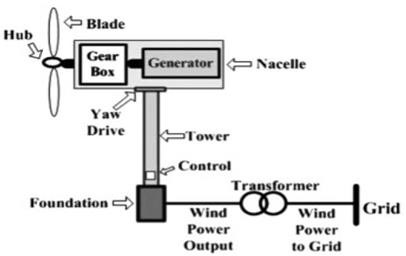 Blade
Hub
Gear
Box
Generator
Nacelle
Yaw
Drive
Tower
Control
Foundation
Transformer
Wind
Power
Output
Wind
Power
to Grid
Grid